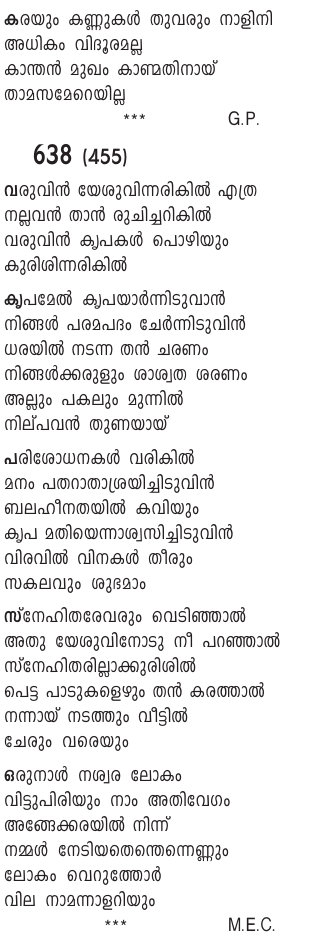 കരയും കണ്ണുകൾ തുവരും നാളിനി
അധികം വിദൂരമല്ല
കാന്തൻ മുഖം കാണ്മതിനായ്
താമസമേറെയില്ല
*** G.P.
638 (455)
വരുവിൻ യേശുവിന്നരികിൽ എത്ര
നല്ലവൻ താൻ രുചിച്ചറികിൽ
വരുവിൻ കൃപകൾ പൊഴിയും
കുരിശിന്നരികിൽ
കൃപമേൽ കൃപയാർന്നിടുവാൻ
നിങ്ങൾ പരമപദം ചേർന്നിടുവിൻ
ധരയിൽ നടന്ന തൻ ചരണം
നിങ്ങൾക്കരുളും ശാശ്വത ശരണം
അല്ലും പകലും മുന്നിൽ
നില്പവൻ തുണയായ്
പരിശോധനകൾ വരികിൽ
മനം പതറാതാശ്രയിച്ചിടുവിൻ
ബലഹീനതയിൽ കവിയും
കൃപ മതിയെന്നാശ്വസിച്ചിടുവിൻ
വിരവിൽ വിനകൾ തീരും
സകലവും ശുഭമാം
സ്നേഹിതരേവരും വെടിഞ്ഞാൽ
അതു യേശുവിനോടു നീ പറഞ്ഞാൽ
സ്നേഹിതരില്ലാക്കുരിശിൽ
പെട്ട പാടുകളെഴും തൻ കരത്താൽ
നന്നായ് നടത്തും വീട്ടിൽ
ചേരും വരെയും
ഒരുനാൾ നശ്വര ലോകം
വിട്ടുപിരിയും നാം അതിവേഗം
അങ്ങേക്കരയിൽ നിന്ന്
നമ്മൾ നേടിയതെന്തെന്നെണ്ണും
ലോകം വെറുത്തോർ
വില നാമന്നാളറിയും
*** M.E.C.